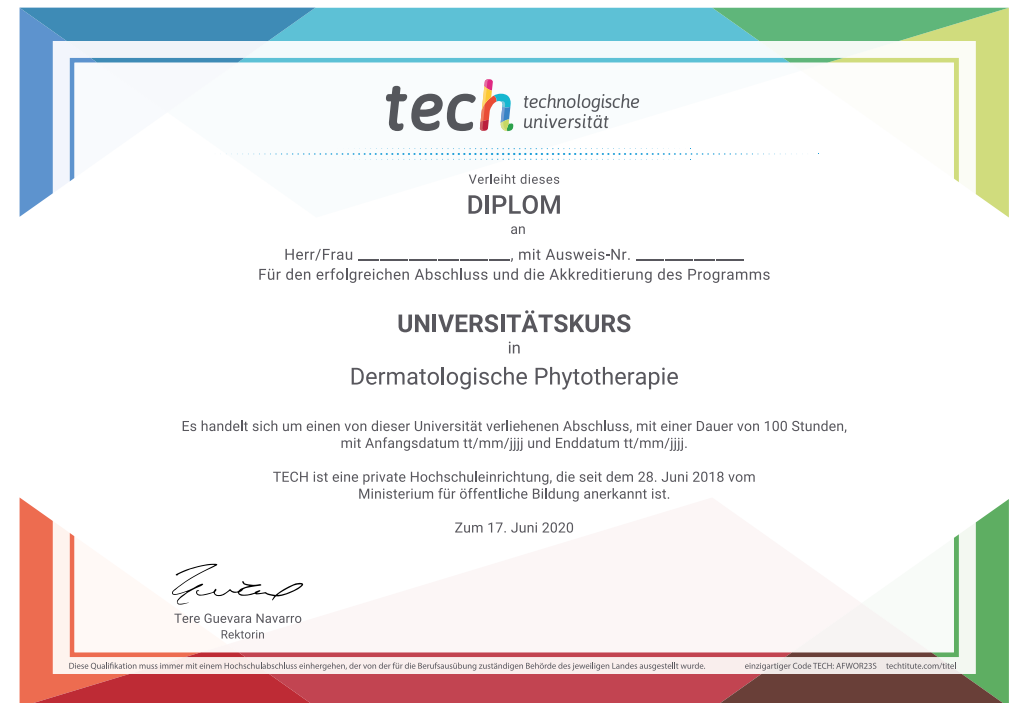 tech technologische
universität
Verleiht dieses
DIPLOM
an
Herr/Frau ____________________, mit Ausweis-Nr. ______________
Für den erfolgreichen Abschluss und die Akkreditierung des Programms
UNIVERSITÄTSKURS
in
Dermatologische Phytotherapie
Es handelt sich um einen von dieser Universität verliehenen Abschluss, mit einer Dauer von 100 Stunden,
mit Anfangsdatum tt/mm/jjjj und Enddatum tt/mm/jjjj.
TECH ist eine private Hochschuleinrichtung, die seit dem 28. Juni 2018 vom
Ministerium für öffentliche Bildung anerkannt ist.
Zum 17. Juni 2020
Tere Guevara Navarro
Rektorin
Diese Qualifikation muss immer mit einem Hochschulabschluss einhergehen, der von der für die Berufsausübung zuständigen Behörde des jeweiligen Landes ausgestellt wurde. einzigartiger Code TECH: AFWOR23S techtitute.com/titel